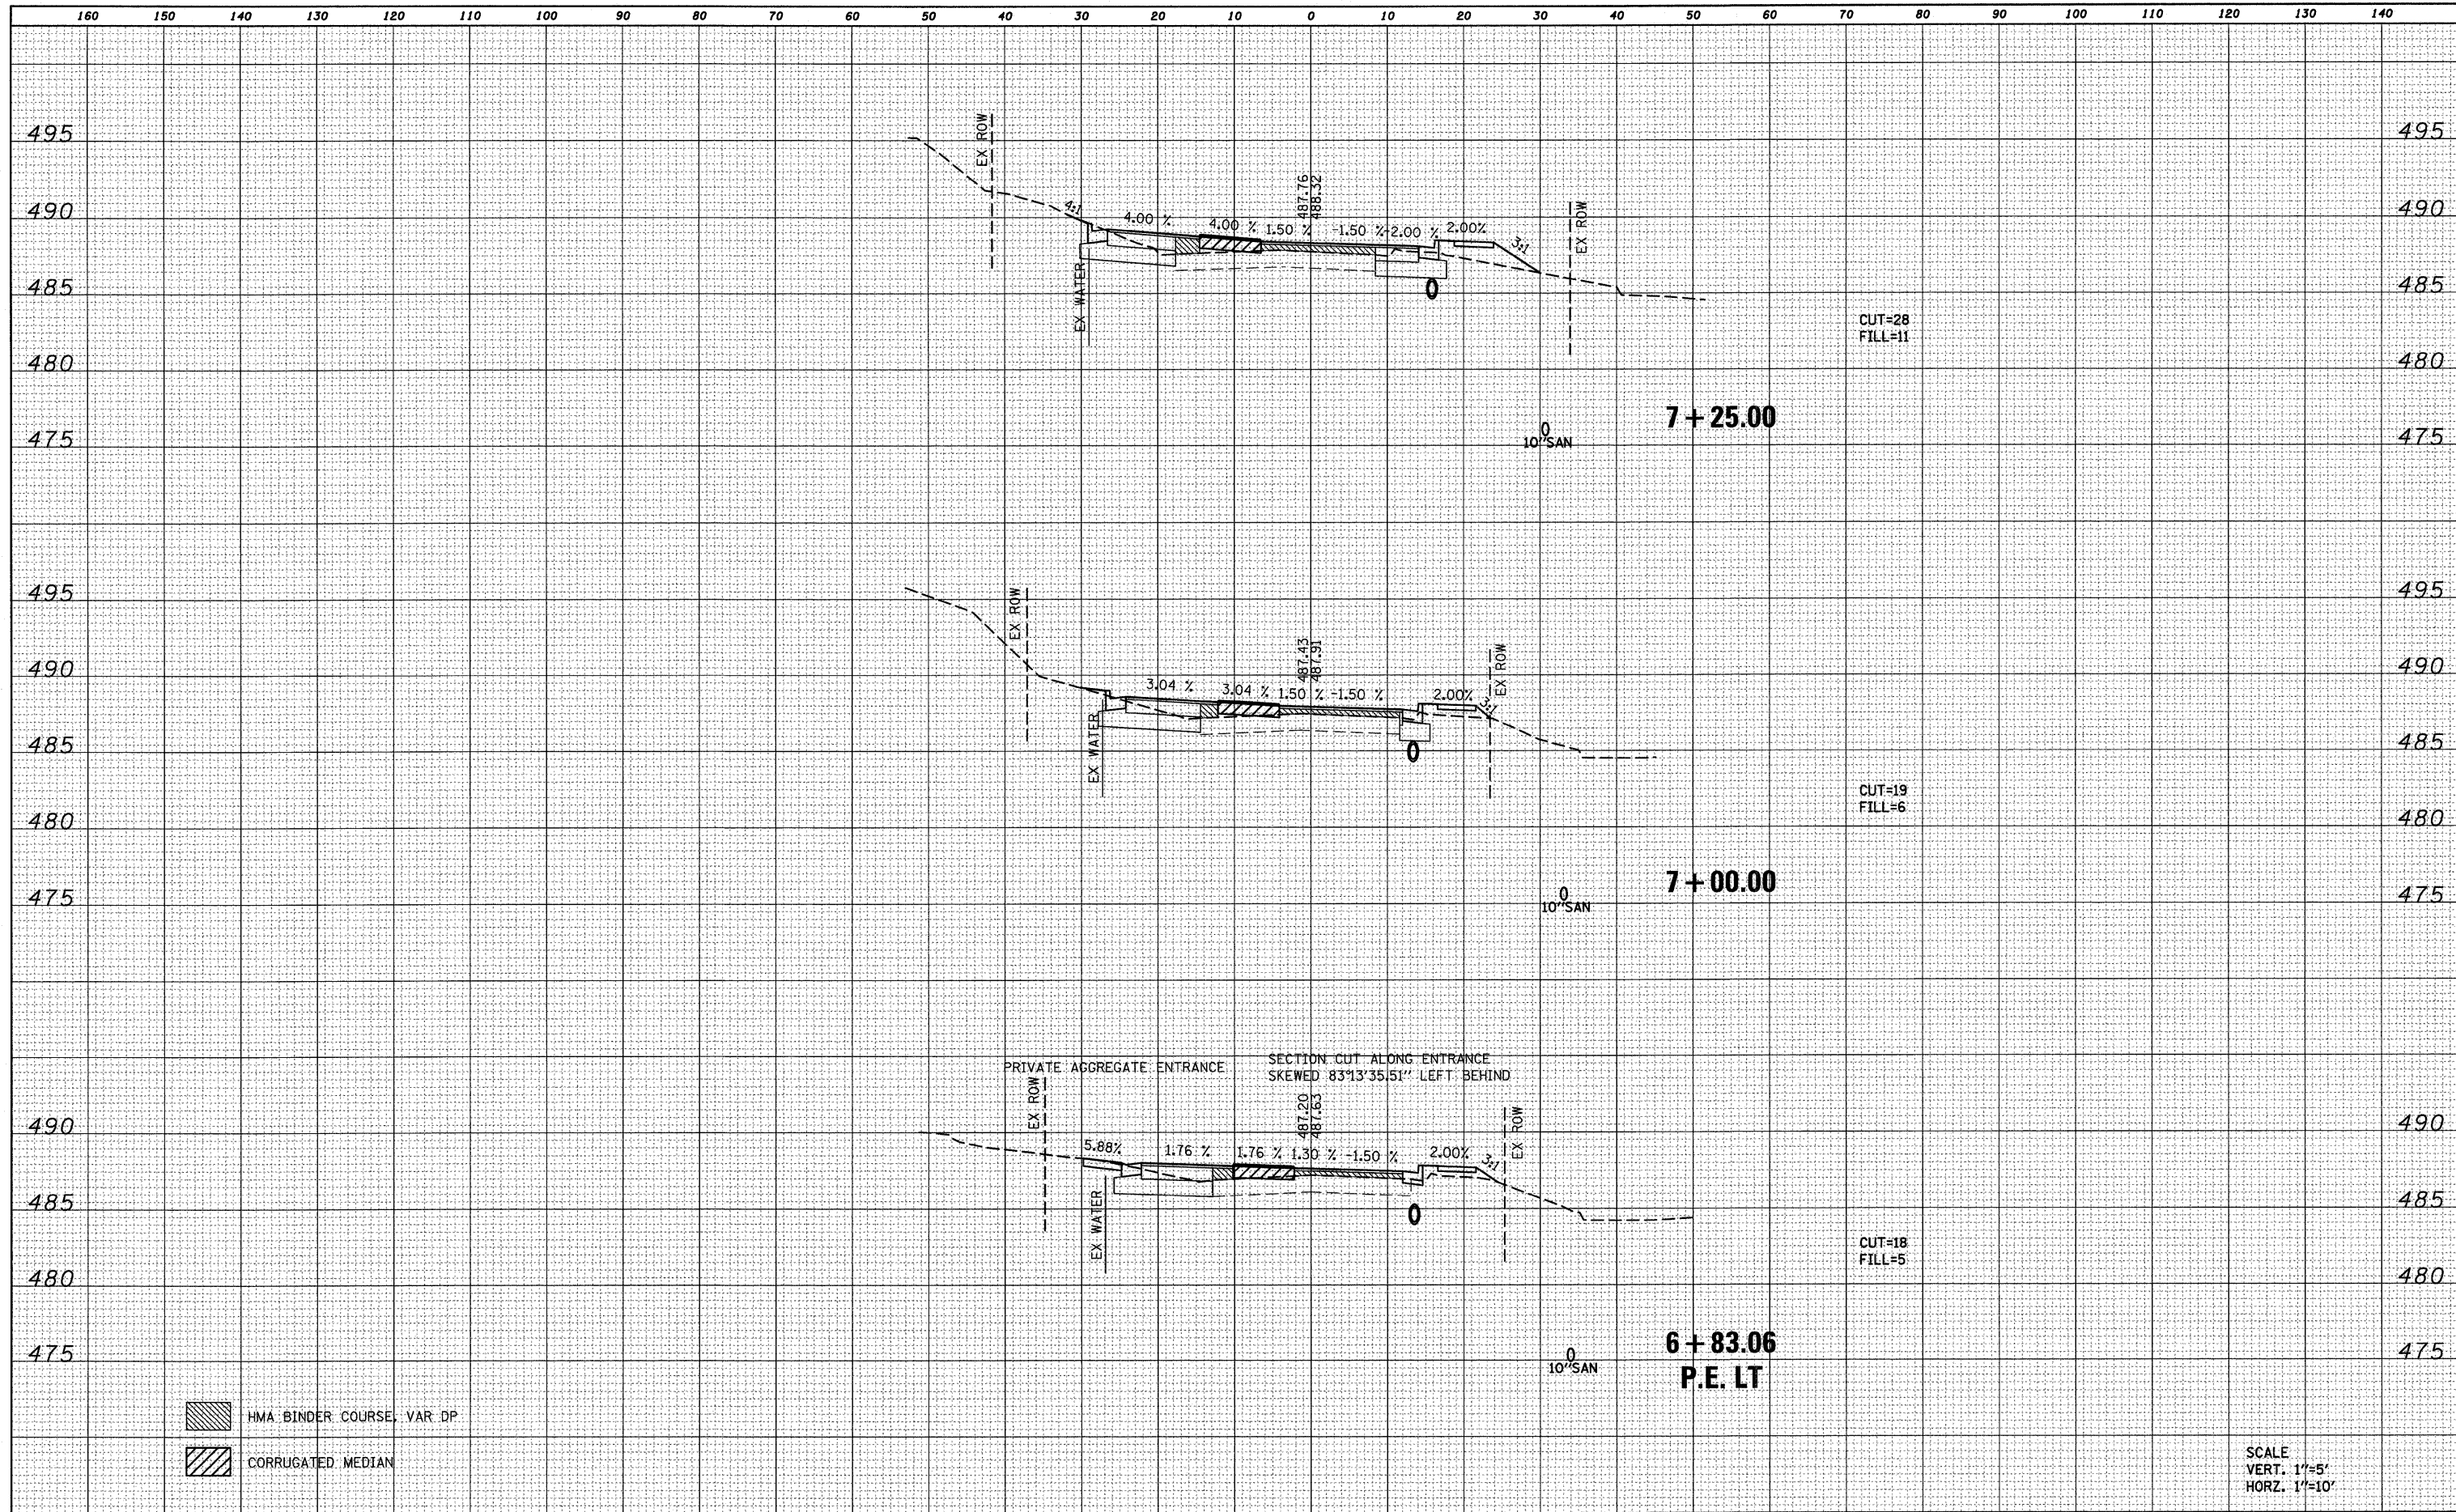 160 150 140 130 120 110 100 90 80 70 60 50 40 30 20 10 0 10 20 30 40 50 60 70 80 90 100 110 120 130 140
495 495
EX ROW
487.76
488.32
490 490
4:1 4.00 % 4.00 % 1.50 % -1.50 % -2.00 % 2.00% 3:1
EX ROW
EX WATER
485 485
CUT=28
FILL=11
480 480
7+25.00
475 475
10"SAN
495 495
EX ROW
487.43
487.91
490 490
3.04 % 3.04 % 1.50 % -1.50 % 2.00% 3:1
EX ROW
EX WATER
485 485
CUT=19
FILL=6
480 480
7+00.00
475 475
10"SAN
PRIVATE AGGREGATE ENTRANCE
SECTION CUT ALONG ENTRANCE
SKEWED 83°13'35.51" LEFT BEHIND
EX ROW
487.20
487.63
490 490
5.88% 1.76 % 1.76 % 1.30 % -1.50 % 2.00% 3:1
EX ROW
EX WATER
485 485
CUT=18
FILL=5
480 480
6+83.06
P.E. LT
475 475
10"SAN
HMA BINDER COURSE, VAR DP
CORRUGATED MEDIAN
SCALE
VERT. 1"=5'
HORZ. 1"=10'